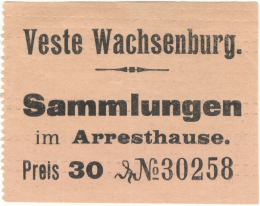 Veste Wachsenburg.
Sammlungen
im Arresthause.
Preis 30 ₰ №30258